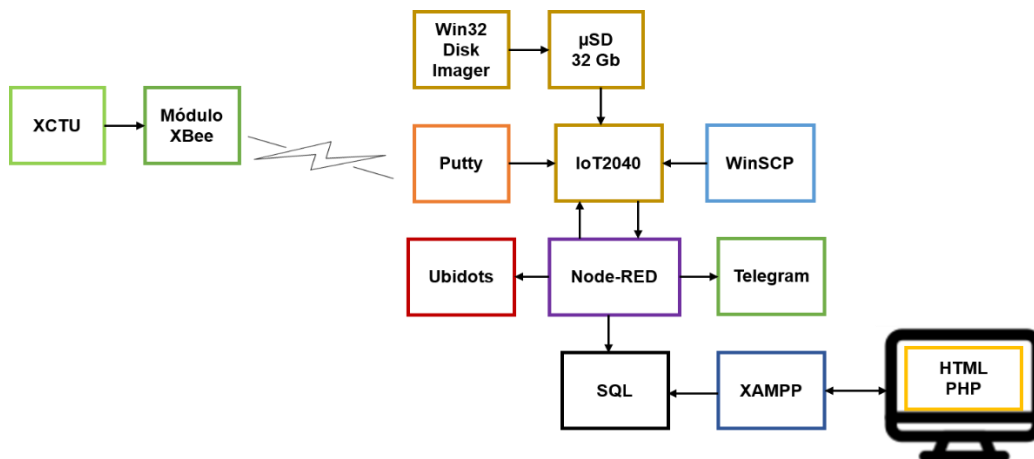 Win32
Disk
Imager
µSD
32 Gb
XCTU
Módulo
XBee
Putty
IoT2040
WinSCP
Ubidots
Node-RED
Telegram
SQL
XAMPP
HTML
PHP